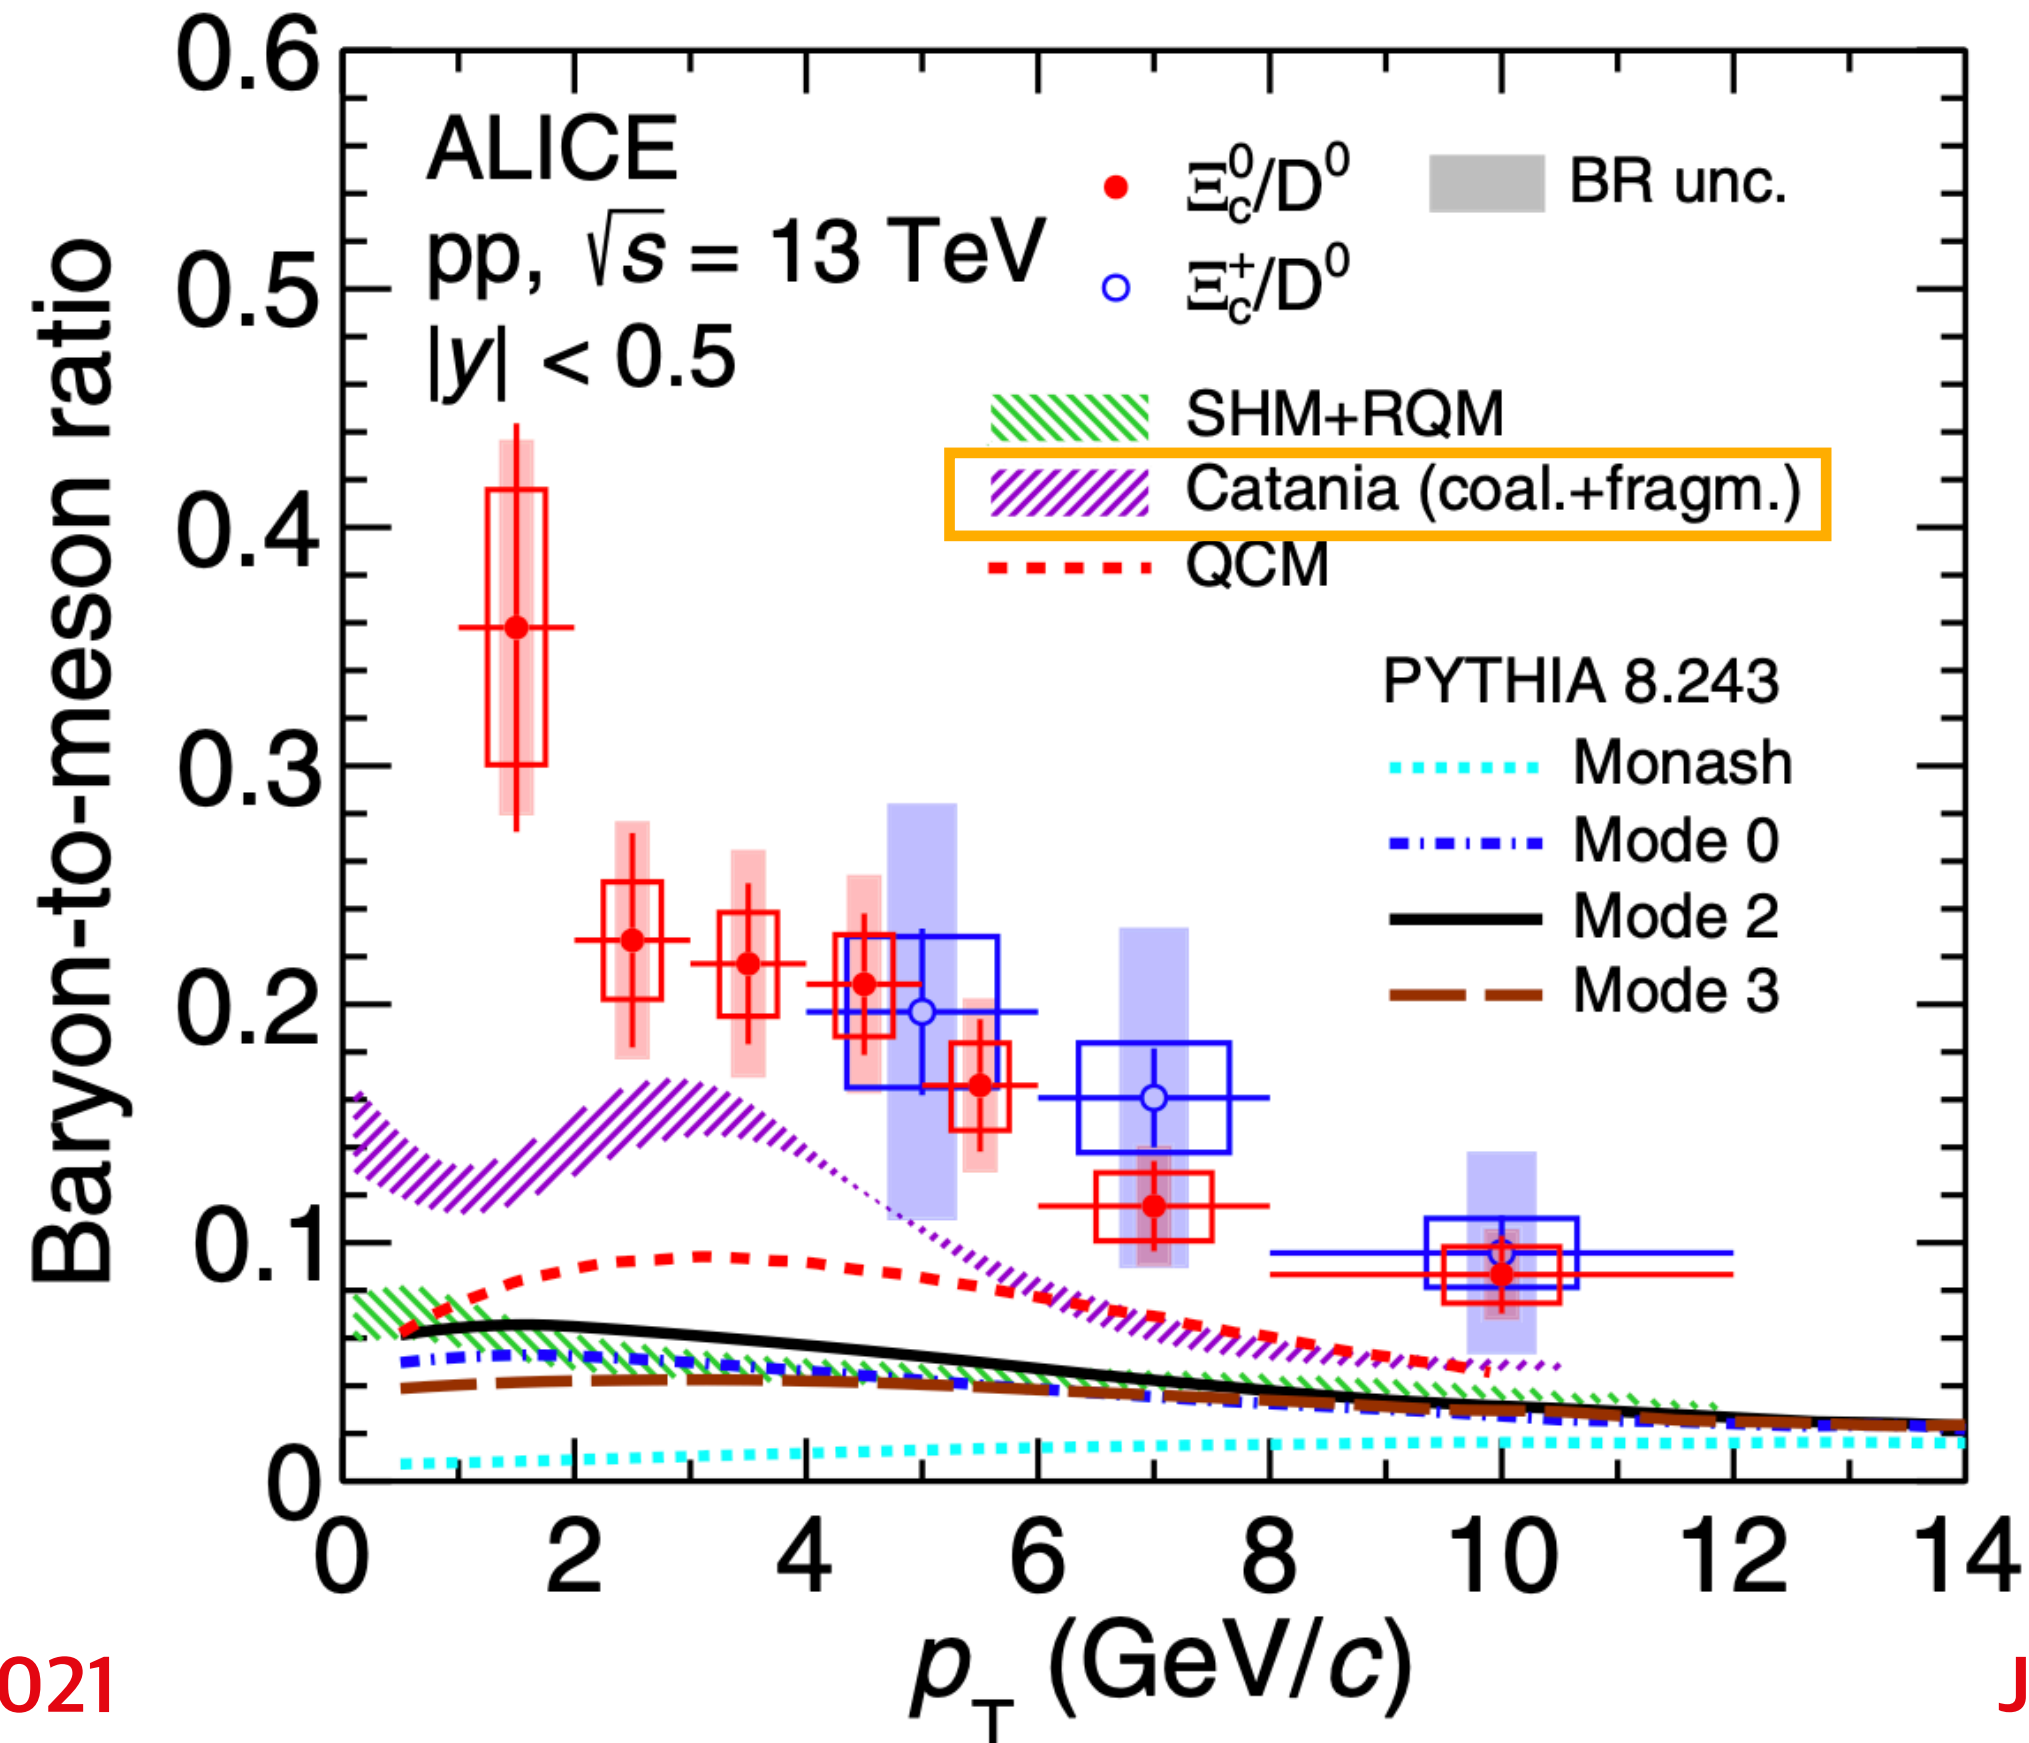 Baryon-to-meson ratio
0.6
0.5
0.4
0.3
0.2
0.1
0
ALICE
pp, √s = 13 TeV
|y| < 0.5
Ξc0/D0
Ξc+/D0
BR unc.
SHM+RQM
Catania (coal.+fragm.)
QCM
PYTHIA 8.243
Monash
Mode 0
Mode 2
Mode 3
0 2 4 6 8 10 12 14
pT (GeV/c)
021
J